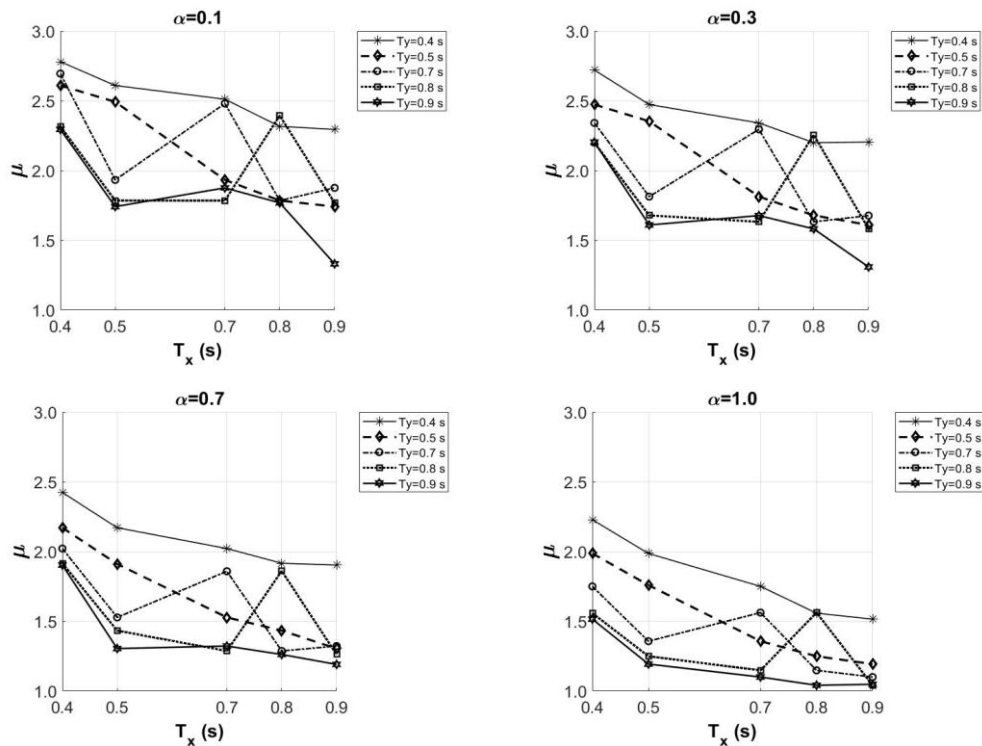 α=0.1
3.0
2.5
2.0
1.5
1.0
μ
0.4 0.5 0.7 0.8 0.9
T_x (s)
Ty=0.4 s
Ty=0.5 s
Ty=0.7 s
Ty=0.8 s
Ty=0.9 s
α=0.3
3.0
2.5
2.0
1.5
1.0
μ
0.4 0.5 0.7 0.8 0.9
T_x (s)
Ty=0.4 s
Ty=0.5 s
Ty=0.7 s
Ty=0.8 s
Ty=0.9 s
α=0.7
3.0
2.5
2.0
1.5
1.0
μ
0.4 0.5 0.7 0.8 0.9
T_x (s)
Ty=0.4 s
Ty=0.5 s
Ty=0.7 s
Ty=0.8 s
Ty=0.9 s
α=1.0
3.0
2.5
2.0
1.5
1.0
μ
0.4 0.5 0.7 0.8 0.9
T_x (s)
Ty=0.4 s
Ty=0.5 s
Ty=0.7 s
Ty=0.8 s
Ty=0.9 s